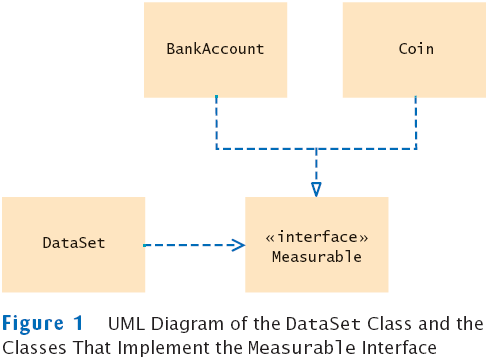 BankAccount
Coin
DataSet
«interface»
Measurable
Figure 1 UML Diagram of the DataSet Class and the
Classes That Implement the Measurable Interface